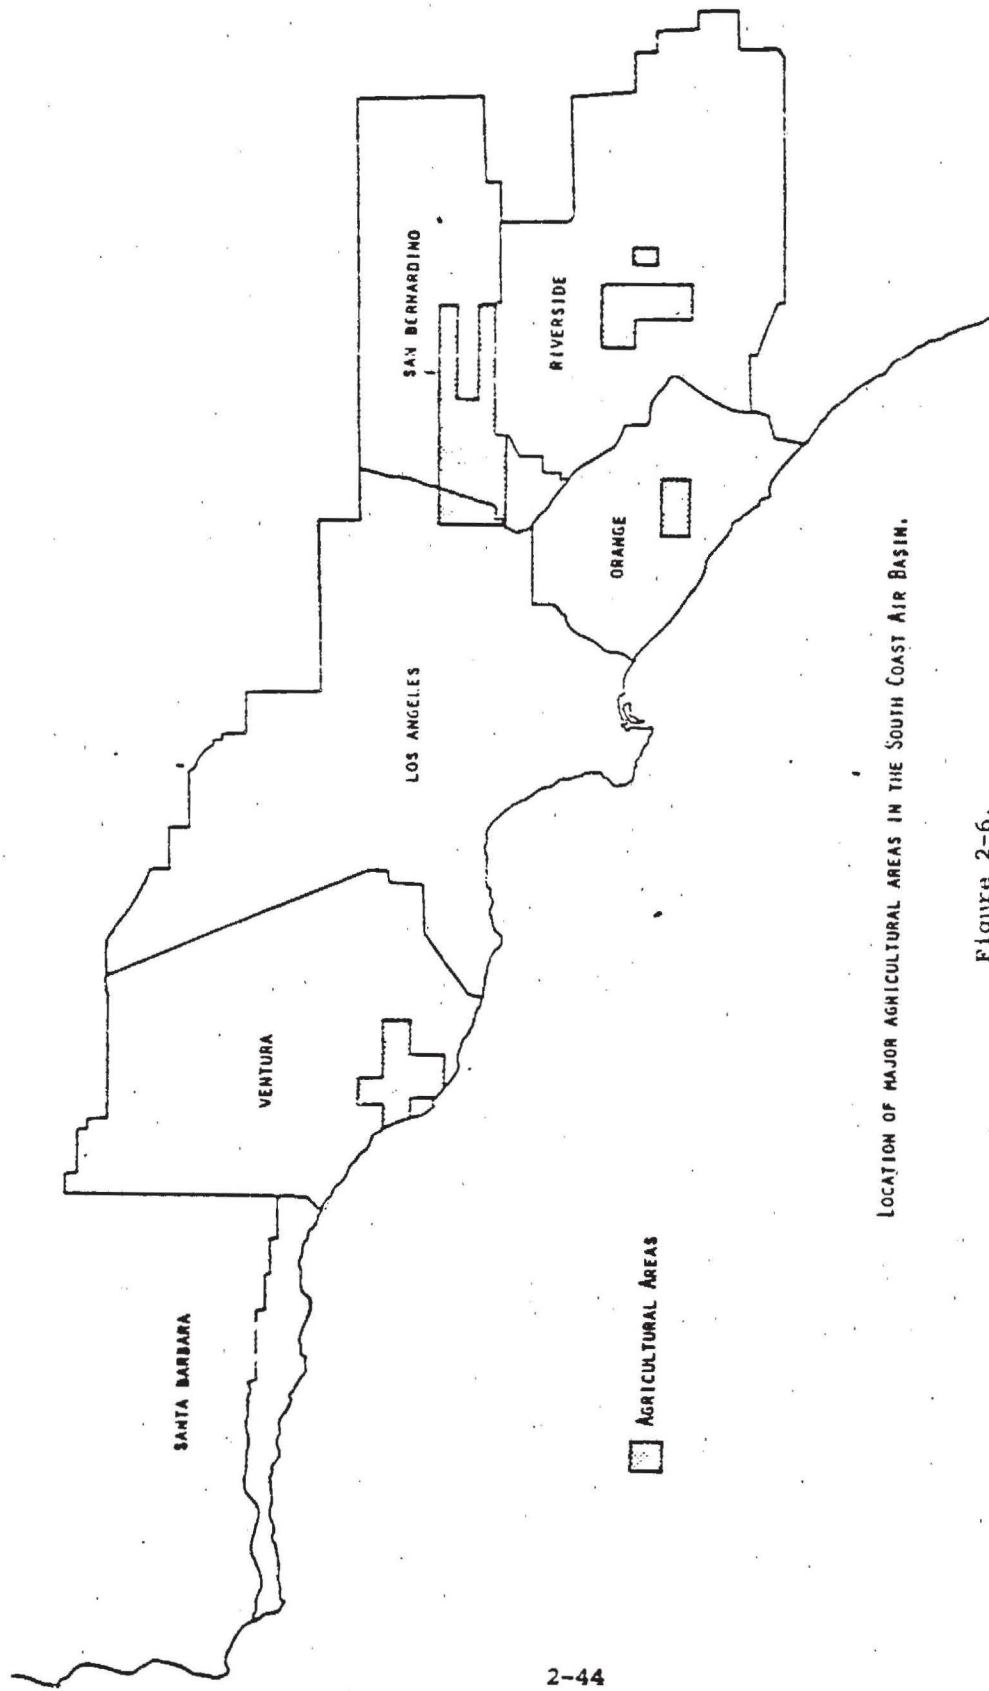 SANTA BARBARA
VENTURA
LOS ANGELES
SAN BERNARDINO
RIVERSIDE
ORANGE
AGRICULTURAL AREAS
LOCATION OF MAJOR AGRICULTURAL AREAS IN THE SOUTH COAST AIR BASIN.
Figure 2-6.
2-44